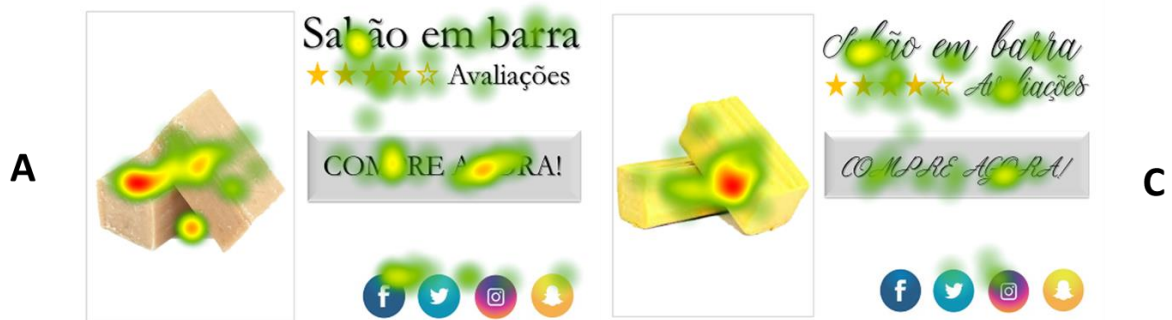 A
Sabão em barra
Avaliações
COMPRE AGORA!
Sabão em barra
Avaliações
COMPRE AGORA!
C